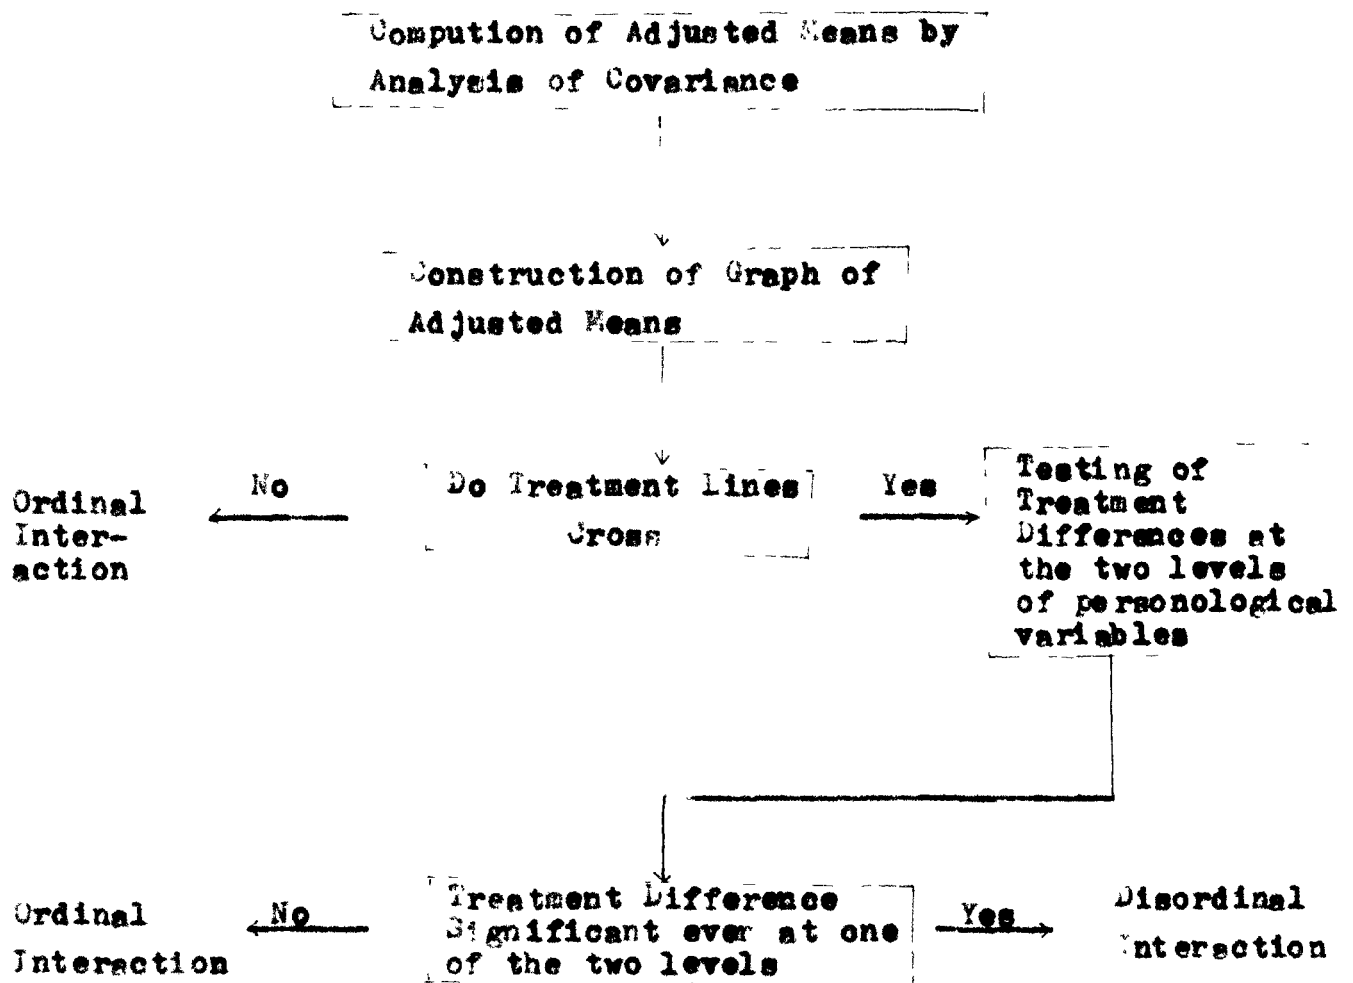 Compution of Adjusted Means by
Analysis of Covariance
Construction of Graph of
Adjusted Means
Do Treatment Lines
Cross
No
Yes
Ordinal
Inter-
action
Testing of
Treatment
Differences at
the two levels
of personological
variables
Treatment Difference
Significant ever at one
of the two levels
No
Yes
Ordinal
Interaction
Disordinal
Interaction